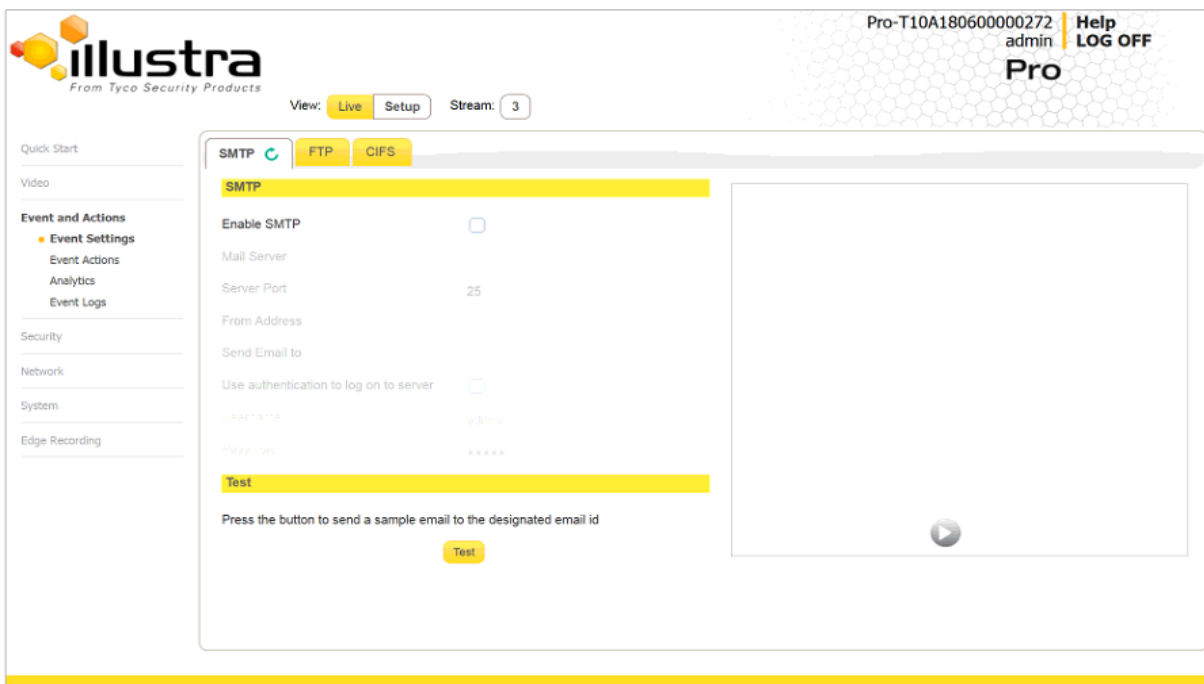 illustra
From Tyco Security Products
Pro-T10A180600000272 Help
admin LOG OFF
Pro
View: Live Setup Stream: 3
Quick Start
Video
Event and Actions
Event Settings
Event Actions
Analytics
Event Logs
Security
Network
System
Edge Recording
SMTP FTP CIFS
SMTP
Enable SMTP
Mail Server
Server Port 25
From Address
Send Email to
Use authentication to log on to server
*****
Test
Press the button to send a sample email to the designated email id
Test